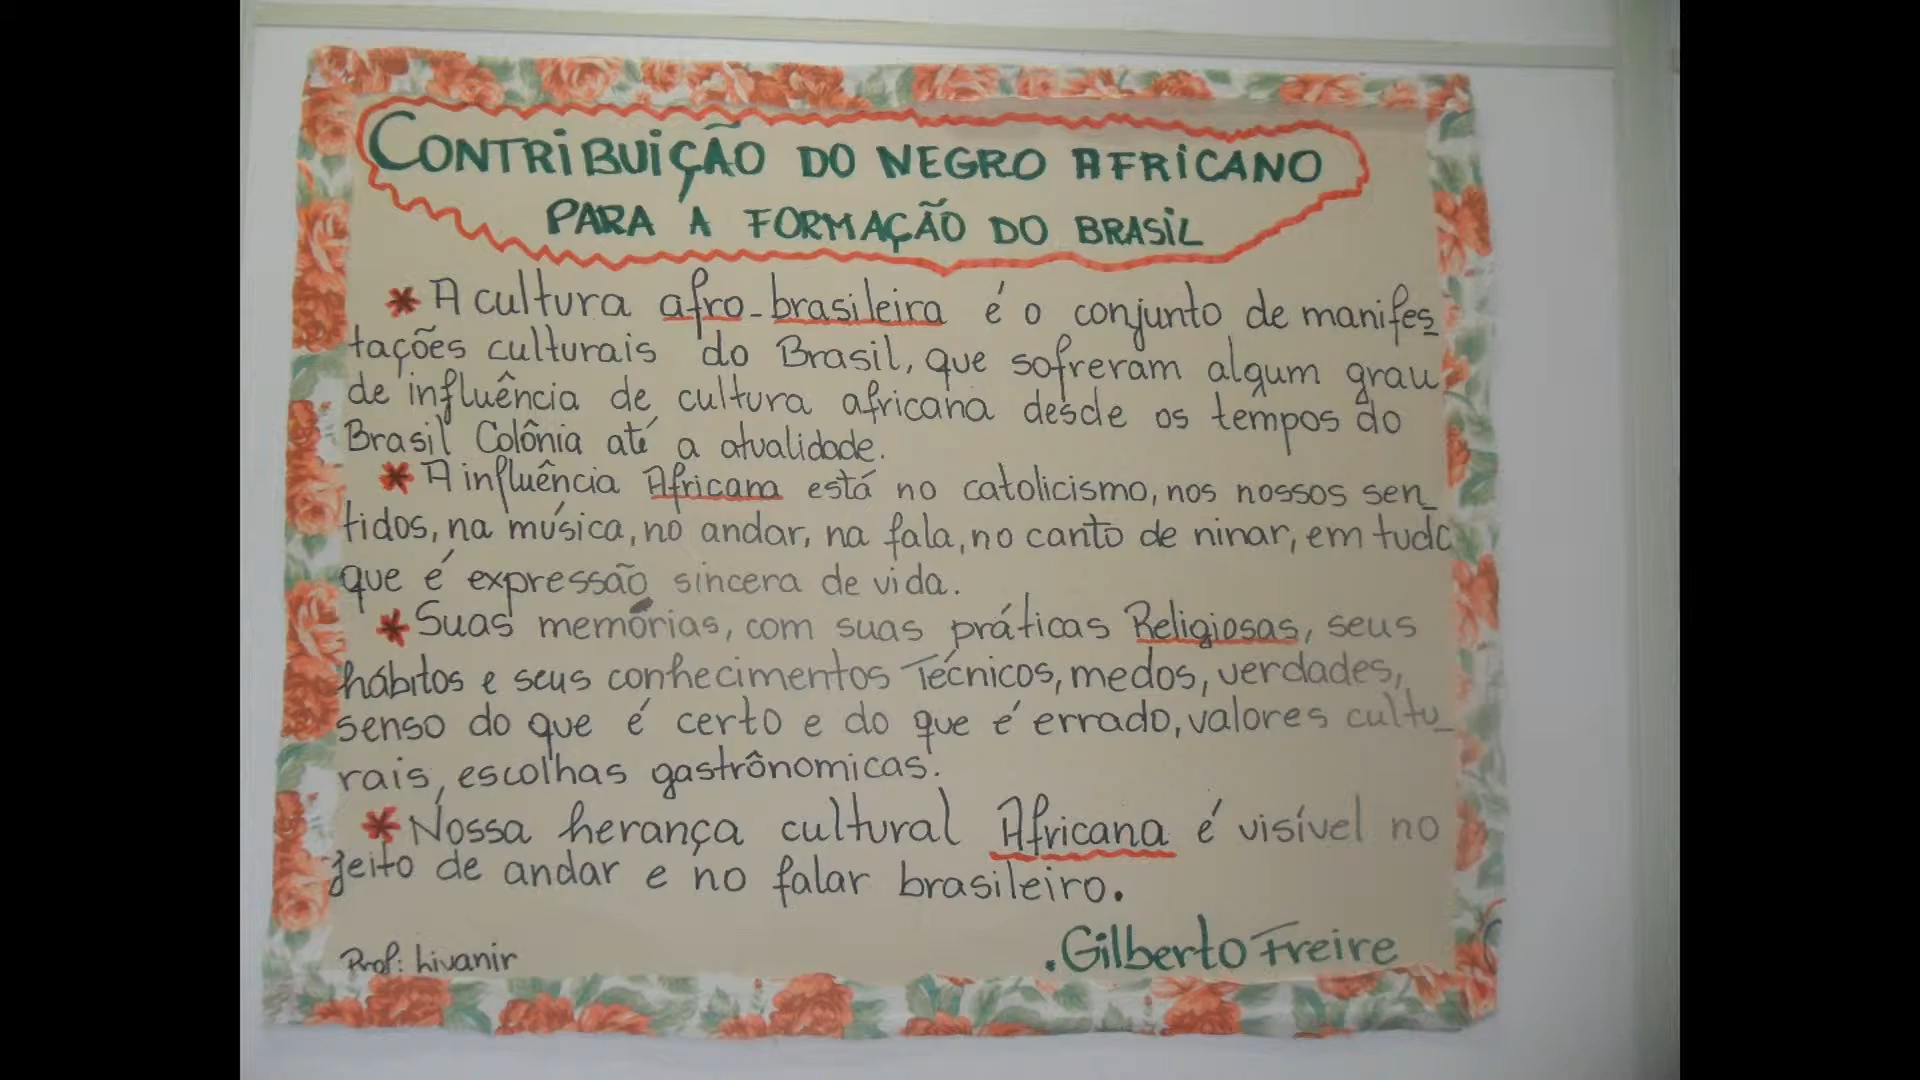 CONTRIBUIÇÃO DO NEGRO AFRICANO
PARA A FORMAÇÃO DO BRASIL
* A cultura afro-brasileira é o conjunto de manifes-
tações culturais do Brasil, que sofreram algum grau
de influência de cultura africana desde os tempos do
Brasil Colônia até a atualidade.
* A influência Africana está no catolicismo, nos nossos sen-
tidos, na música, no andar, na fala, no canto de ninar, em tudo
que é expressão sincera de vida.
* Suas memórias, com suas práticas Religiosas, seus
hábitos e seus conhecimentos Técnicos, medos, verdades,
senso do que é certo e do que é errado, valores cultu-
rais, escolhas gastrônomicas.
* Nossa herança cultural Africana é visível no
jeito de andar e no falar brasileiro.
. Gilberto Freire
Prof: Livanir